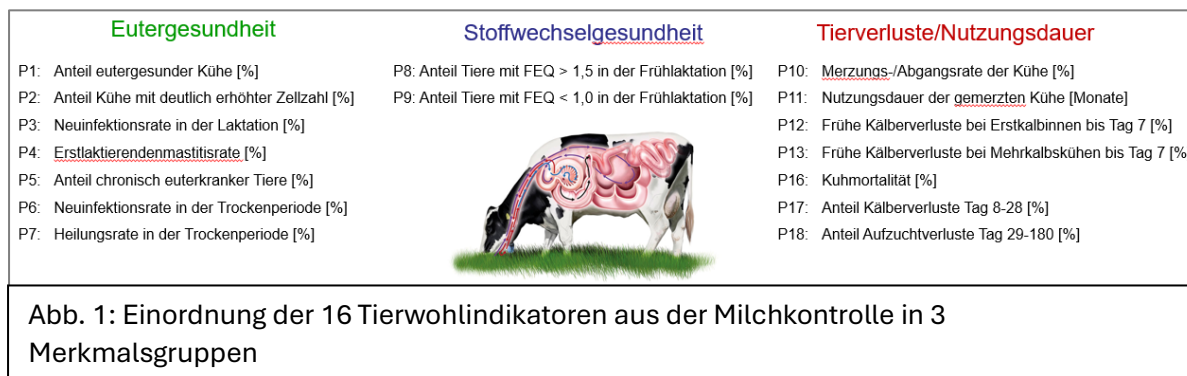 Eutergesundheit
P1: Anteil eutergesunder Kühe [%]
P2: Anteil Kühe mit deutlich erhöhter Zellzahl [%]
P3: Neuinfektionsrate in der Laktation [%]
P4: Erstlaktierendenmastitisrate [%]
P5: Anteil chronisch euterkranker Tiere [%]
P6: Neuinfektionsrate in der Trockenperiode [%]
P7: Heilungsrate in der Trockenperiode [%]
Stoffwechselgesundheit
P8: Anteil Tiere mit FEQ > 1,5 in der Frühlaktation [%]
P9: Anteil Tiere mit FEQ < 1,0 in der Frühlaktation [%]
Tierverluste/Nutzungsdauer
P10: Merzungs-/Abgangsrate der Kühe [%]
P11: Nutzungsdauer der gemerzten Kühe [Monate]
P12: Frühe Kälberverluste bei Erstkalbinnen bis Tag 7 [%]
P13: Frühe Kälberverluste bei Mehrkalbskühen bis Tag 7 [%
P16: Kuhmortalität [%]
P17: Anteil Kälberverluste Tag 8-28 [%]
P18: Anteil Aufzuchtverluste Tag 29-180 [%]
Abb. 1: Einordnung der 16 Tierwohlindikatoren aus der Milchkontrolle in 3
Merkmalsgruppen